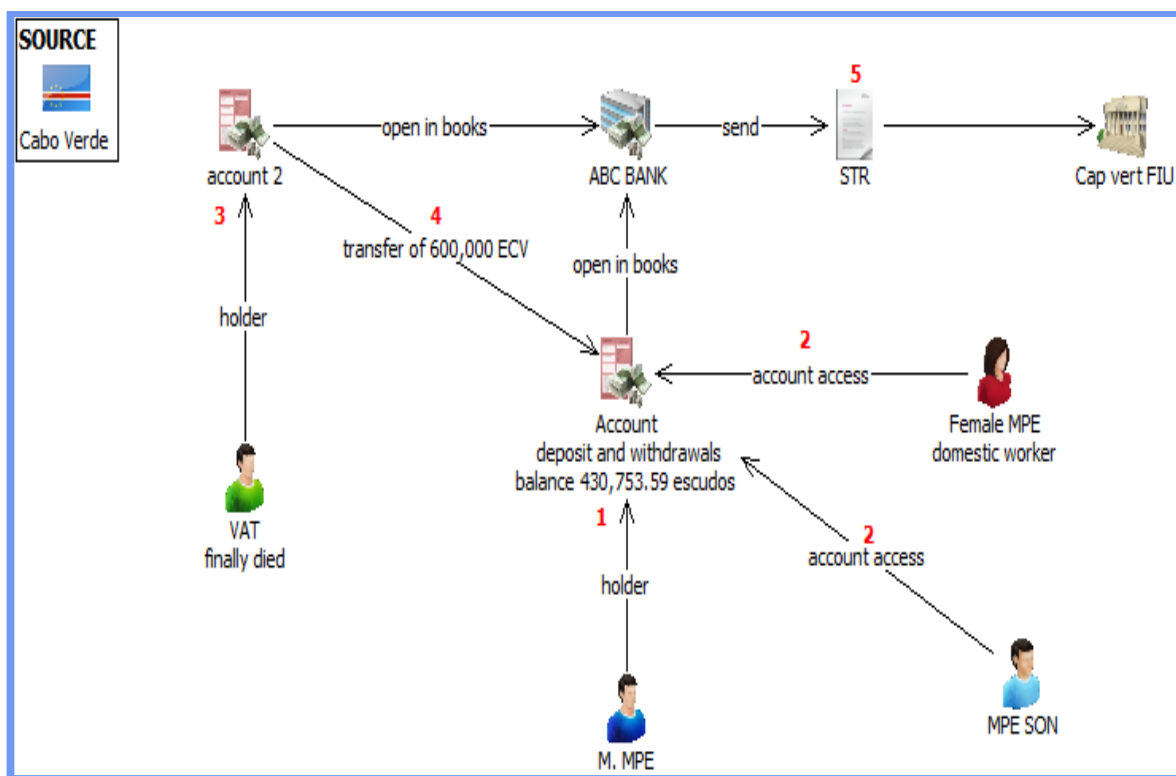 SOURCE
Cabo Verde
5
account 2
open in books
ABC BANK
send
STR
Cap vert FIU
3
4
transfer of 600,000 ECV
open in books
holder
2
account access
Account
deposit and withdrawals
balance 430,753.59 escudos
Female MPE
domestic worker
1
VAT
finally died
2
account access
holder
MPE SON
M. MPE